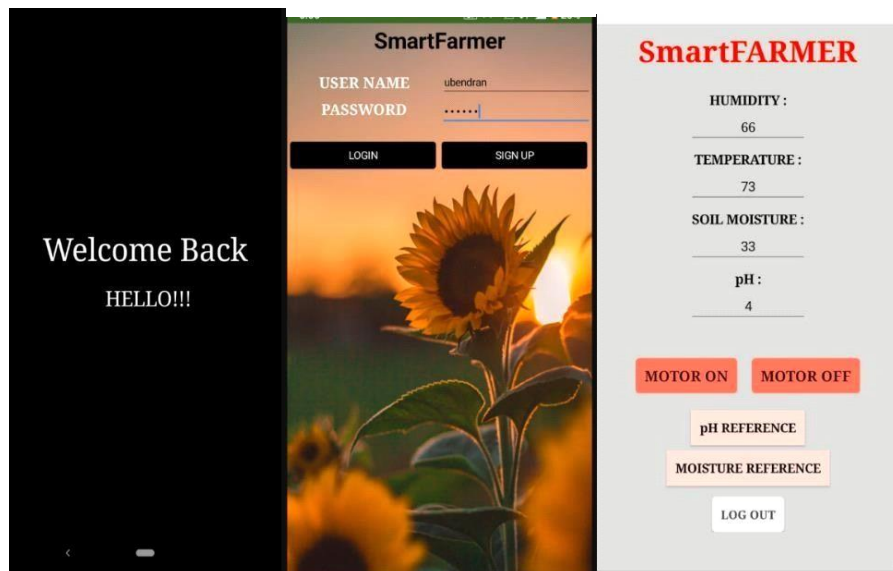 Welcome Back
HELLO!!!
SmartFarmer
USER NAME ubendran
PASSWORD ••••••
LOGIN SIGN UP
SmartFARMER
HUMIDITY :
66
TEMPERATURE :
73
SOIL MOISTURE :
33
pH :
4
MOTOR ON MOTOR OFF
pH REFERENCE
MOISTURE REFERENCE
LOG OUT